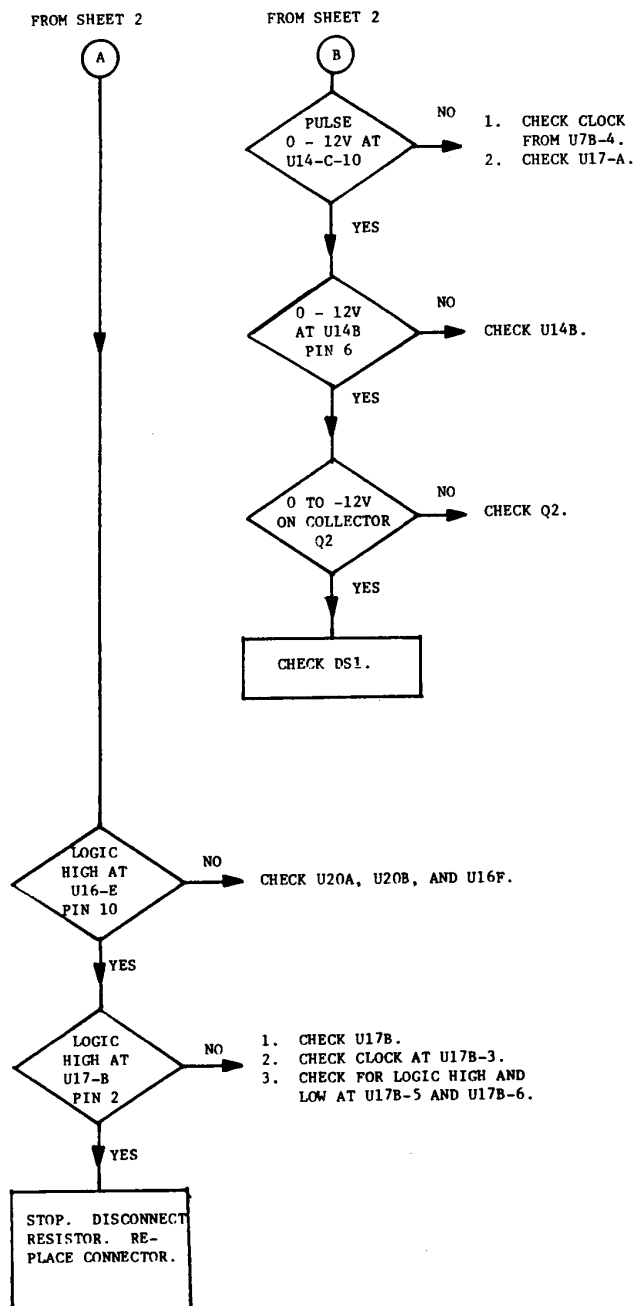 FROM SHEET 2
A
FROM SHEET 2
B
PULSE
0 - 12V AT
U14-C-10
NO
1. CHECK CLOCK
FROM U7B-4.
2. CHECK U17-A.
YES
0 - 12V
AT U14B
PIN 6
NO
CHECK U14B.
YES
0 TO -12V
ON COLLECTOR
Q2
NO
CHECK Q2.
YES
CHECK DS1.
LOGIC
HIGH AT
U16-E
PIN 10
NO
CHECK U20A, U20B, AND U16F.
YES
LOGIC
HIGH AT
U17-B
PIN 2
NO
1. CHECK U17B.
2. CHECK CLOCK AT U17B-3.
3. CHECK FOR LOGIC HIGH AND
LOW AT U17B-5 AND U17B-6.
YES
STOP. DISCONNECT
RESISTOR. RE-
PLACE CONNECTOR.